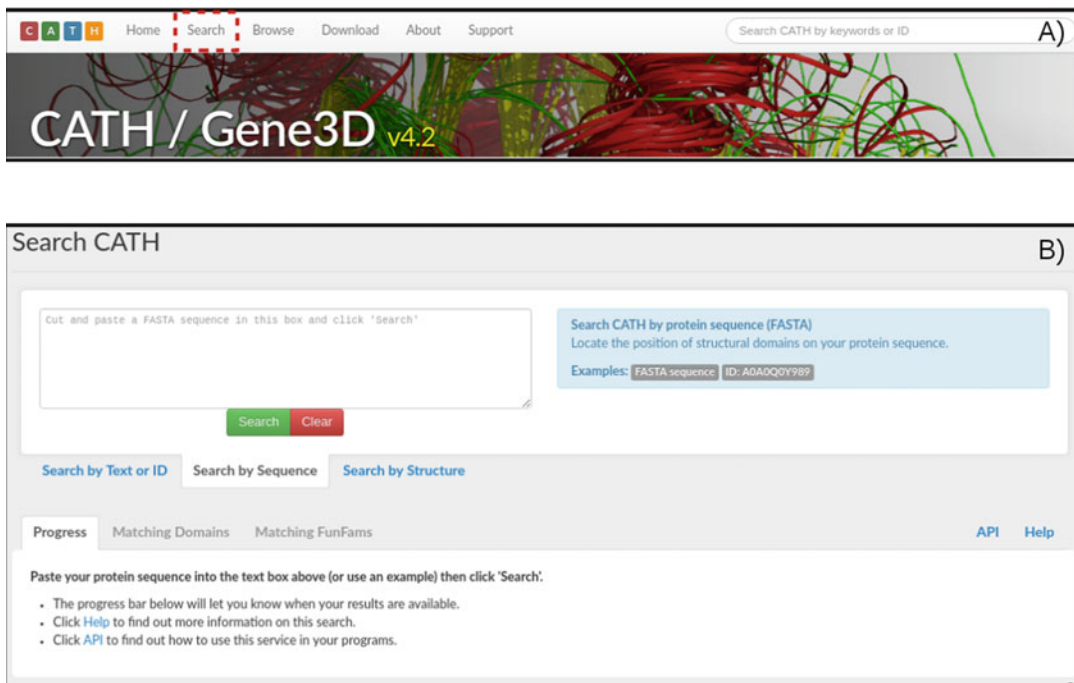 C A T H Home Search Browse Download About Support Search CATH by keywords or ID A)
CATH / Gene3D v4.2
Search CATH B)
Cut and paste a FASTA sequence in this box and click 'Search'
Search CATH by protein sequence (FASTA)
Locate the position of structural domains on your protein sequence.
Examples: FASTA sequence ID: A0A0Q0Y989
Search Clear
Search by Text or ID Search by Sequence Search by Structure
Progress Matching Domains Matching FunFams API Help
Paste your protein sequence into the text box above (or use an example) then click 'Search'.
• The progress bar below will let you know when your results are available.
• Click Help to find out more information on this search.
• Click API to find out how to use this service in your programs.